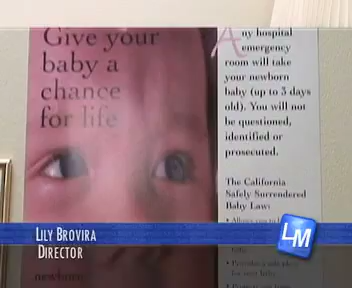 Give your
baby a
chance
for life
Any hospital
emergency
room will take
your newborn
baby (up to 3 days
old). You will not
be questioned,
identified or
prosecuted.
The California
Safely Surrendered
Baby Law:
LILY BROVIRA
DIRECTOR
LM
newborn